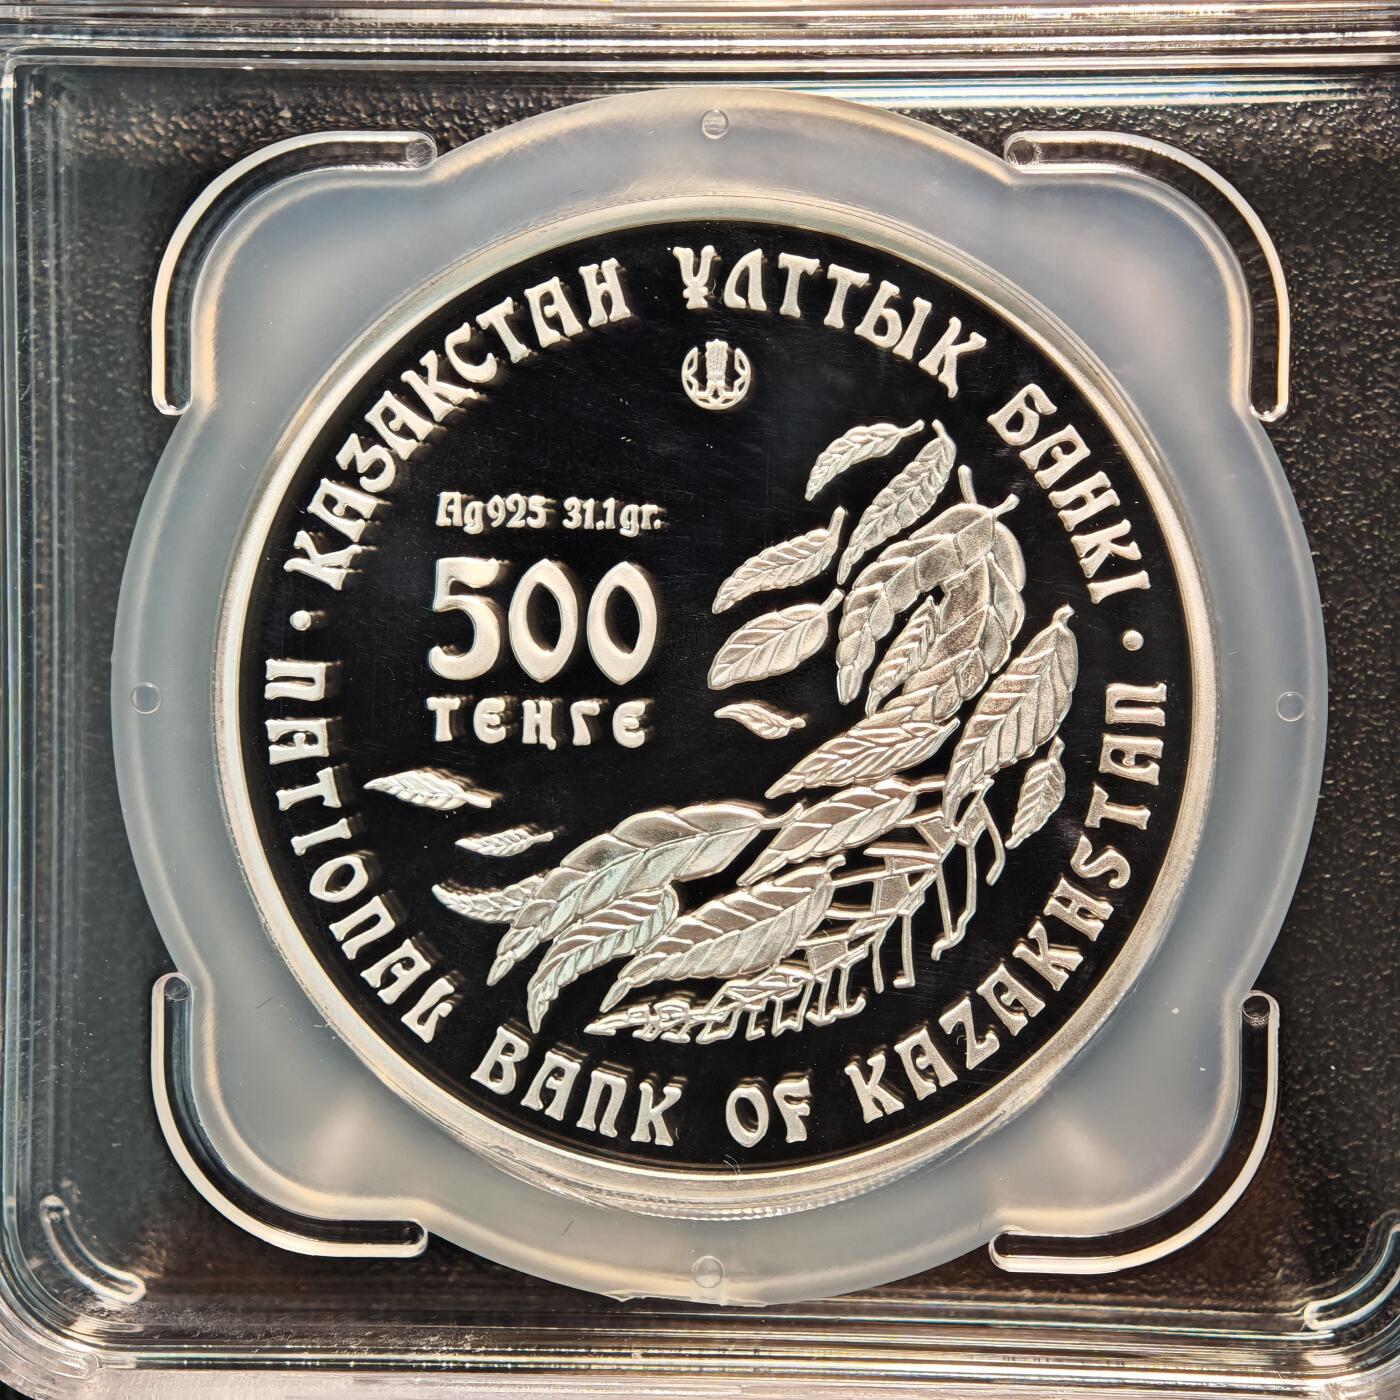 ҚАЗАҚСТАН ҰЛТТЫҚ БАНКІ
Ag925 31.1gr.
500
ТЕҢГЕ
• NATIONAL BANK OF KAZAKHSTAN •